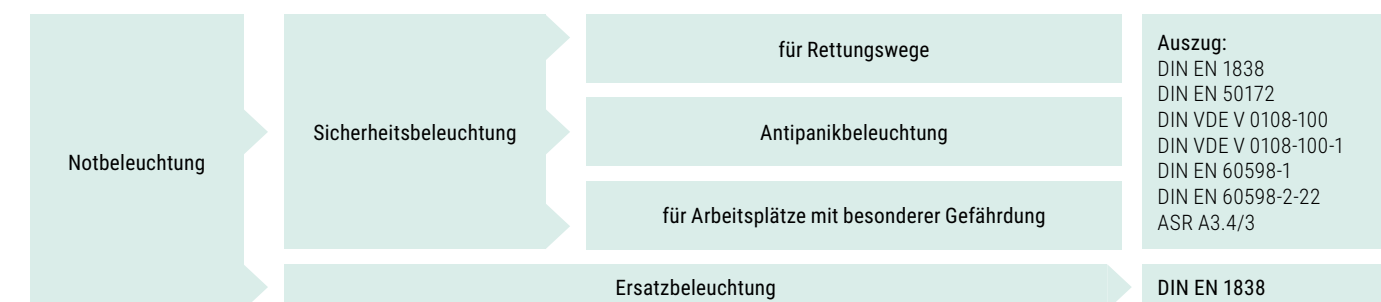 Notbeleuchtung
Sicherheitsbeleuchtung
für Rettungswege
Antipanikbeleuchtung
für Arbeitsplätze mit besonderer Gefährdung
Auszug:
DIN EN 1838
DIN EN 50172
DIN VDE V 0108-100
DIN VDE V 0108-100-1
DIN EN 60598-1
DIN EN 60598-2-22
ASR A3.4/3
Ersatzbeleuchtung
DIN EN 1838